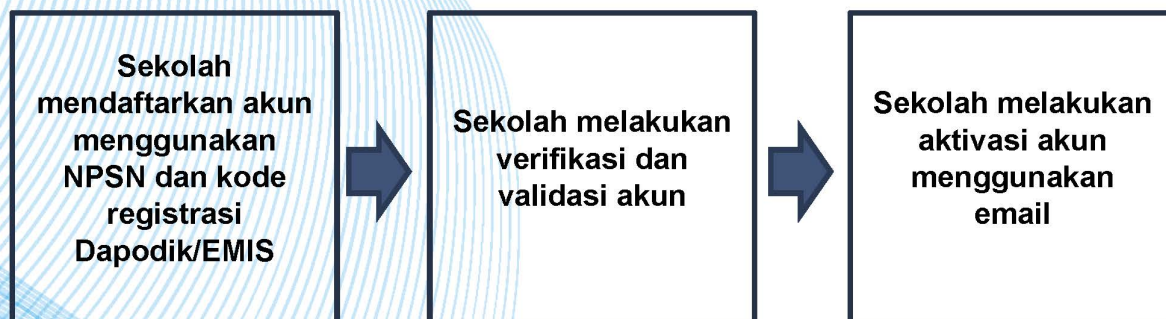 Sekolah
mendaftarkan akun
menggunakan
NPSN dan kode
registrasi
Dapodik/EMIS
Sekolah melakukan
verifikasi dan
validasi akun
Sekolah melakukan
aktivasi akun
menggunakan
email